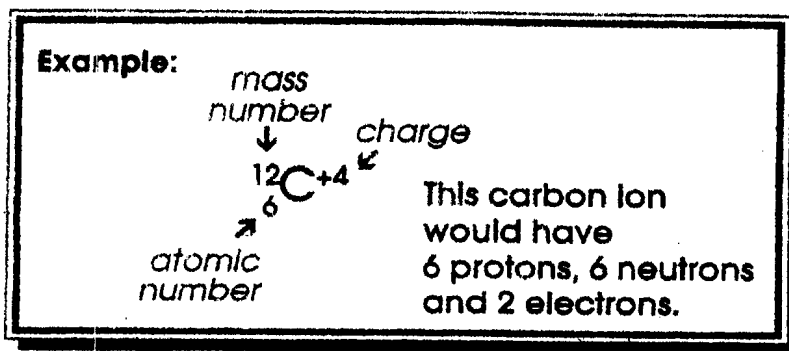 Example:
mass
number
charge
12
C+4
6
atomic
number
This carbon ion
would have
6 protons, 6 neutrons
and 2 electrons.